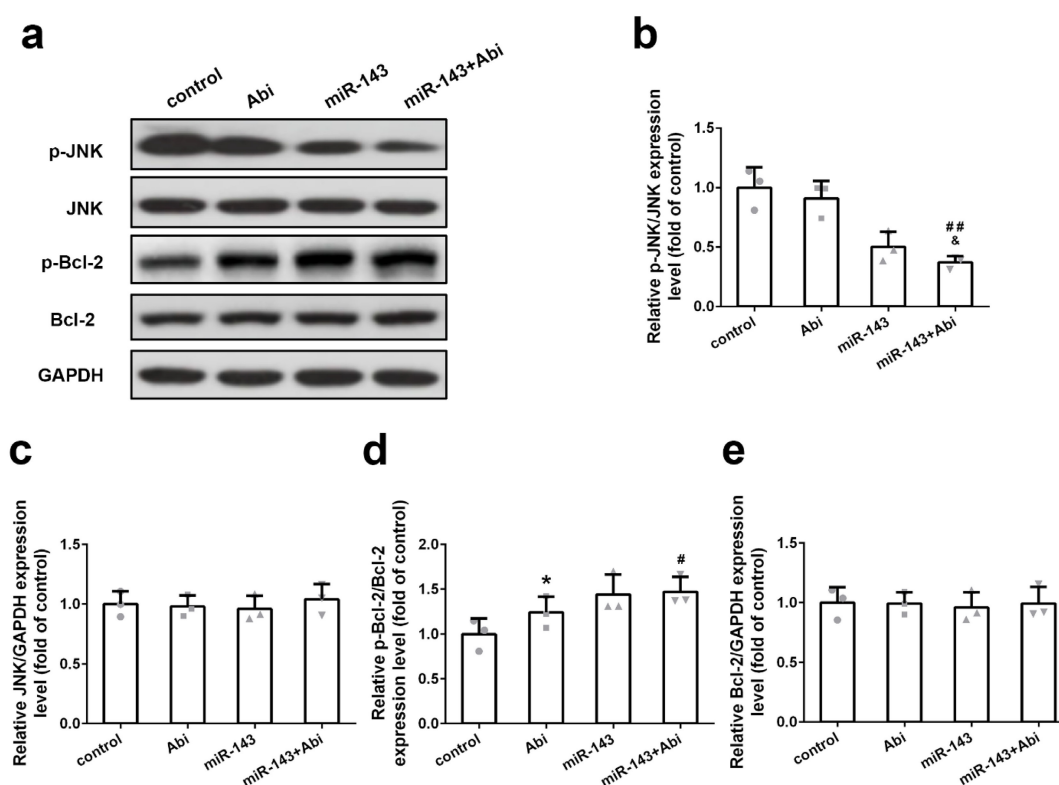 a
control
Abi
miR-143
miR-143+Abi
p-JNK
JNK
p-Bcl-2
Bcl-2
GAPDH
b
Relative p-JNK/JNK expression
level (fold of control)
1.5
1.0
0.5
0.0
##
&
control
Abi
miR-143
miR-143+Abi
c
Relative JNK/GAPDH expression
level (fold of control)
1.5
1.0
0.5
0.0
control
Abi
miR-143
miR-143+Abi
d
Relative p-Bcl-2/Bcl-2
expression level (fold of control)
2.0
1.5
1.0
0.5
0.0
*
#
control
Abi
miR-143
miR-143+Abi
e
Relative Bcl-2/GAPDH expression
level (fold of control)
1.5
1.0
0.5
0.0
control
Abi
miR-143
miR-143+Abi